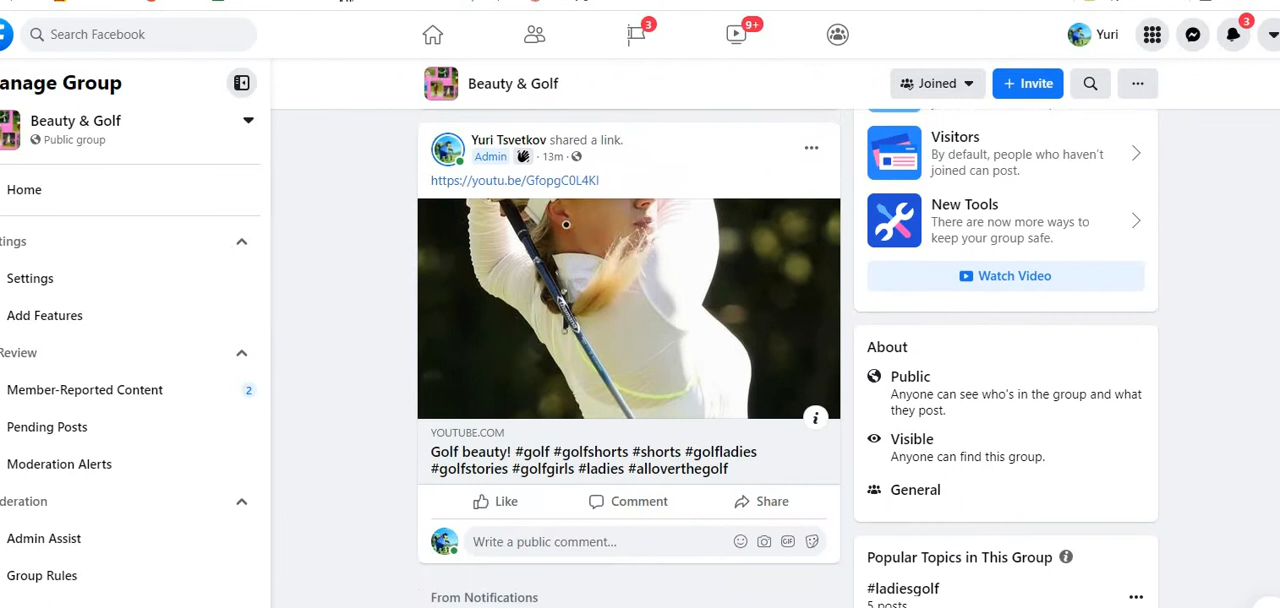 Search Facebook
3
9+
Yuri
3
anage Group
Beauty & Golf
Joined
+ Invite
Beauty & Golf
Public group
Home
tings
Settings
Add Features
Review
Member-Reported Content
2
Pending Posts
Moderation Alerts
deration
Admin Assist
Group Rules
Yuri Tsvetkov shared a link.
Admin · 13m ·
https://youtu.be/GfopgC0L4KI
YOUTUBE.COM
Golf beauty! #golf #golfshorts #shorts #golfladies
#golfstories #golfgirls #ladies #alloverthegolf
Like
Comment
Share
Write a public comment...
GIF
From Notifications
Visitors
By default, people who haven't
joined can post.
New Tools
There are now more ways to
keep your group safe.
Watch Video
About
Public
Anyone can see who's in the group and what
they post.
Visible
Anyone can find this group.
General
Popular Topics in This Group
#ladiesgolf
5 posts